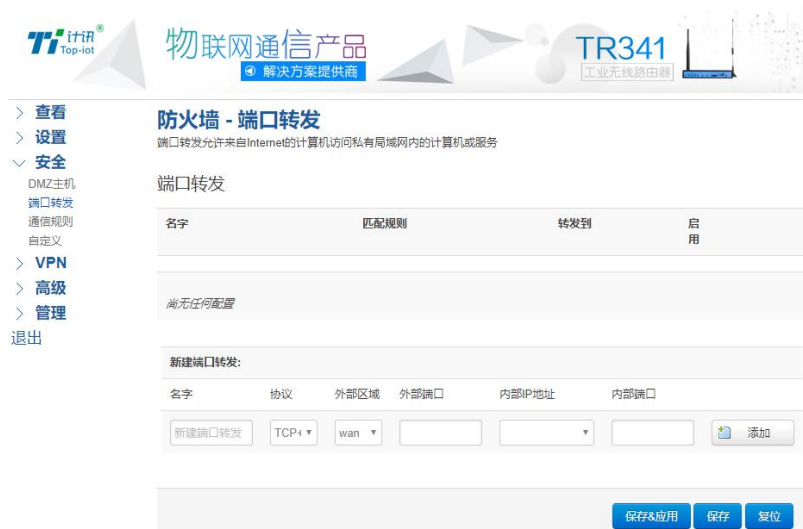 计讯®
Top-iot
物联网通信产品
解决方案提供商
TR341
工业无线路由器
查看
设置
安全
DMZ主机
端口转发
通信规则
自定义
VPN
高级
管理
退出
防火墙 - 端口转发
端口转发允许来自Internet的计算机访问私有局域网内的计算机或服务
端口转发
名字 匹配规则 转发到 启用
尚无任何配置
新建端口转发:
名字 协议 外部区域 外部端口 内部IP地址 内部端口
新建端口转发 TCP+ wan 添加
保存&应用 保存 复位